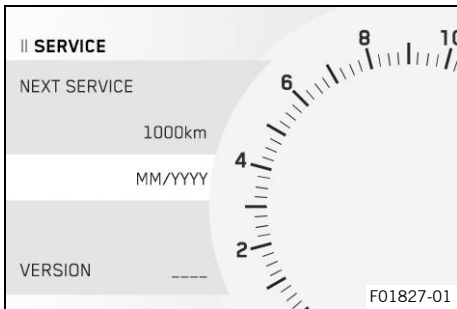 II SERVICE
NEXT SERVICE
1000km
MM/YYYY
VERSION ____
2
4
6
8
10
F01827-01